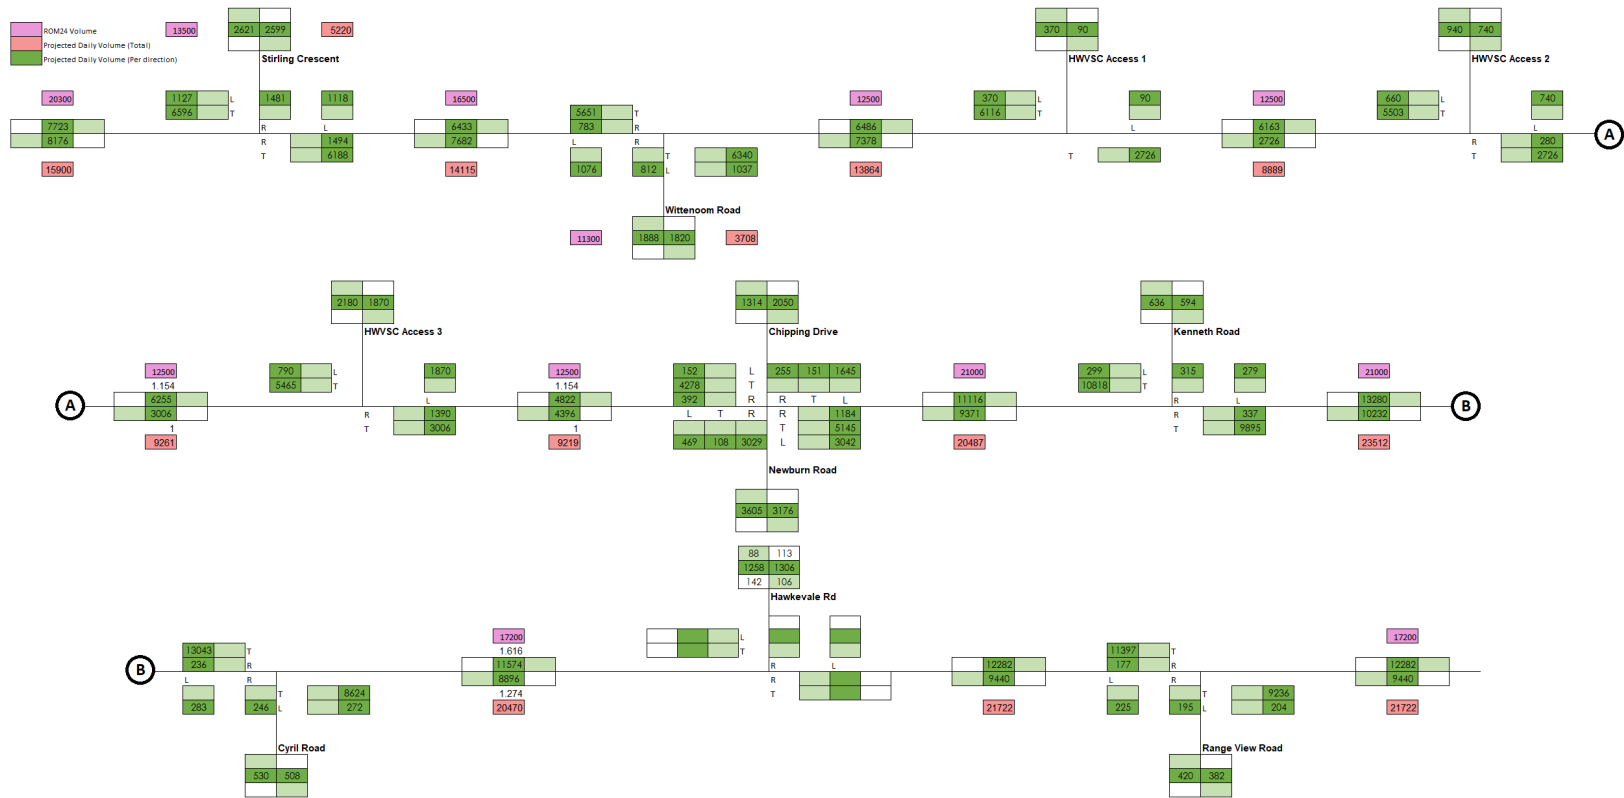 ROM24 Volume
Projected Daily Volume (Total)
Projected Daily Volume (Per direction)
13500
2621 2599
5220
Stirling Crescent
370 90
HWVSC Access 1
940 740
HWVSC Access 2
20300
1127 L
6596 T
1481
1118
16500
5651 T
783 R
12500
370 L
6116 T
90
12500
660 L
5503 T
740
7723
8176
R L
T
1494
6188
6433
7682
L R
6486
7378
L
T
2726
6163
2726
L
R
T
280
2726
A
15900
14115
1076
812
T
L
6340
1037
13864
8889
Wittenoom Road
11300
1888 1820
3708
2180 1870
HWVSC Access 3
1314 2050
Chipping Drive
636 594
Kenneth Road
12500
1.154
790 L
5465 T
1870
12500
1.154
152 L
4278 T
392 R
255 151 1645
R T L
21000
299 L
10818 T
315
279
21000
A
6255
3006
1
9261
L
R
T
1390
3006
4822
4396
1
9219
L T R
469 108 3029
R
T
L
1184
5145
3042
11116
9371
20487
R L
T
337
9895
13280
10232
23512
B
Newburn Road
3605 3176
88 113
1258 1306
142 106
Hawkevale Rd
B
13043 T
236 R
17200
1.616
L
T
11397 T
177 R
17200
L R
283
246
T
L
8624
272
11574
8896
1.274
20470
R L
T
12282
9440
21722
L R
225
195
T
L
9236
204
12282
9440
21722
Cyril Road
530 508
Range View Road
420 382